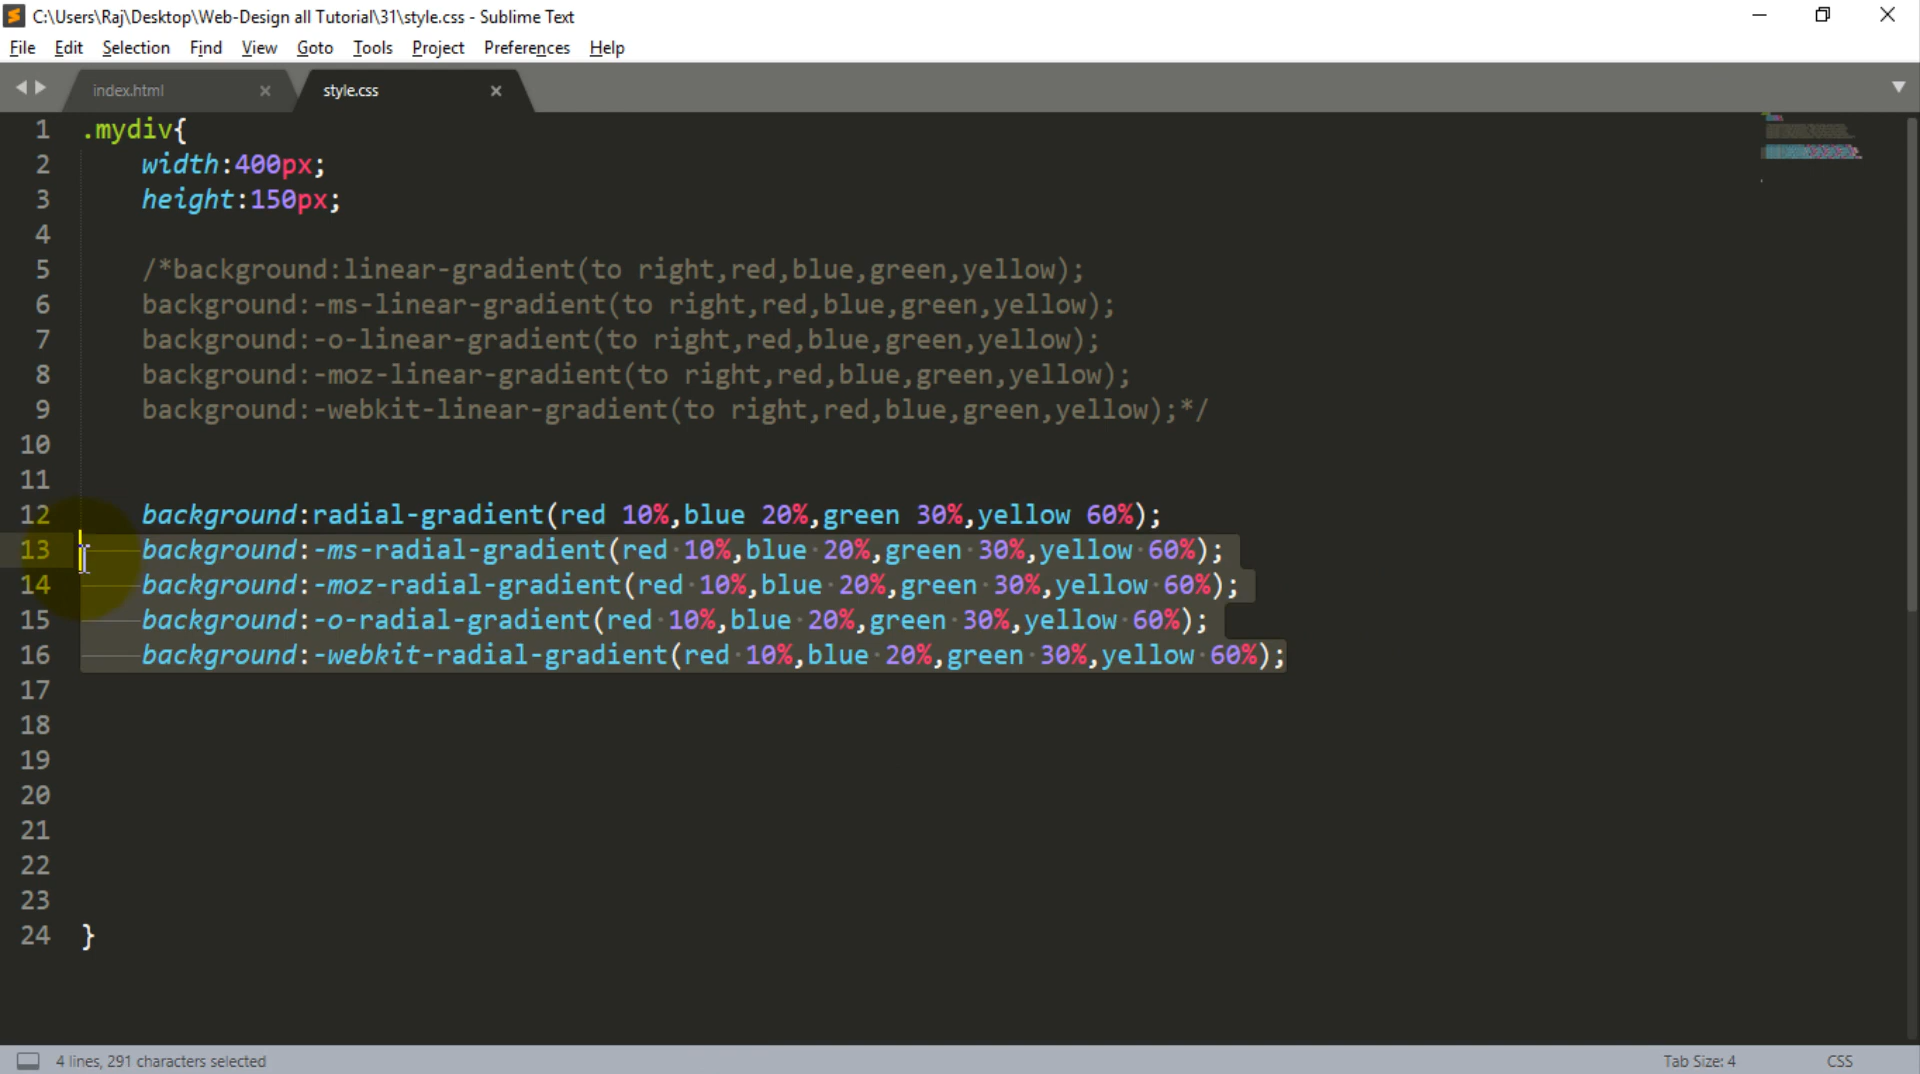 C:\Users\Raj\Desktop\Web-Design all Tutorial\31\style.css - Sublime Text
File Edit Selection Find View Goto Tools Project Preferences Help
index.html × style.css ×
1 .mydiv{
2 width:400px;
3 height:150px;
4
5 /*background:linear-gradient(to right,red,blue,green,yellow);
6 background:-ms-linear-gradient(to right,red,blue,green,yellow);
7 background:-o-linear-gradient(to right,red,blue,green,yellow);
8 background:-moz-linear-gradient(to right,red,blue,green,yellow);
9 background:-webkit-linear-gradient(to right,red,blue,green,yellow);*/
10
11
12 background:radial-gradient(red 10%,blue 20%,green 30%,yellow 60%);
13 background:-ms-radial-gradient(red 10%,blue 20%,green 30%,yellow 60%);
14 background:-moz-radial-gradient(red 10%,blue 20%,green 30%,yellow 60%);
15 background:-o-radial-gradient(red 10%,blue 20%,green 30%,yellow 60%);
16 background:-webkit-radial-gradient(red 10%,blue 20%,green 30%,yellow 60%);
17
18
19
20
21
22
23
24 }
4 lines, 291 characters selected Tab Size: 4 CSS